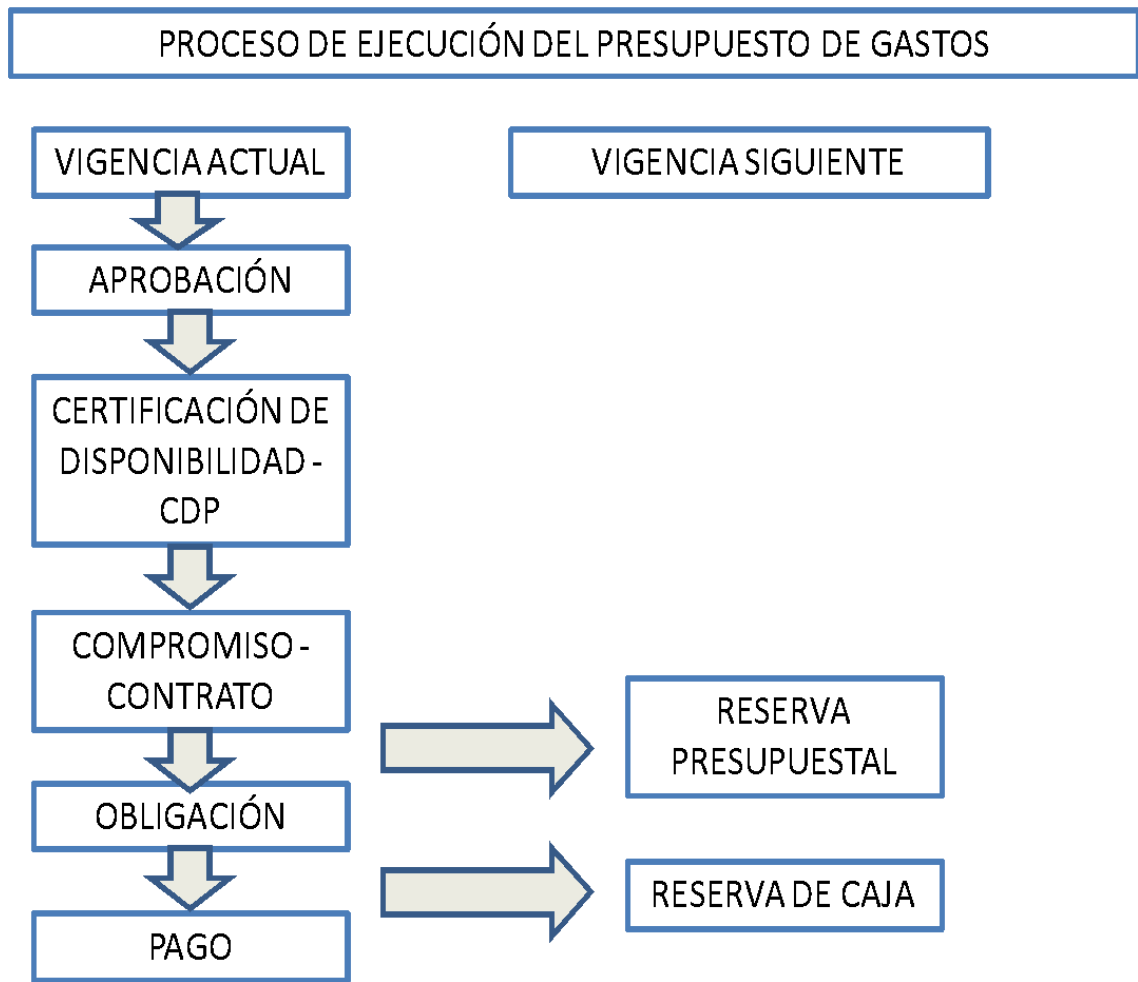 PROCESO DE EJECUCIÓN DEL PRESUPUESTO DE GASTOS
VIGENCIA ACTUAL
VIGENCIA SIGUIENTE
APROBACIÓN
CERTIFICACIÓN DE
DISPONIBILIDAD -
CDP
COMPROMISO -
CONTRATO
RESERVA
PRESUPUESTAL
OBLIGACIÓN
RESERVA DE CAJA
PAGO